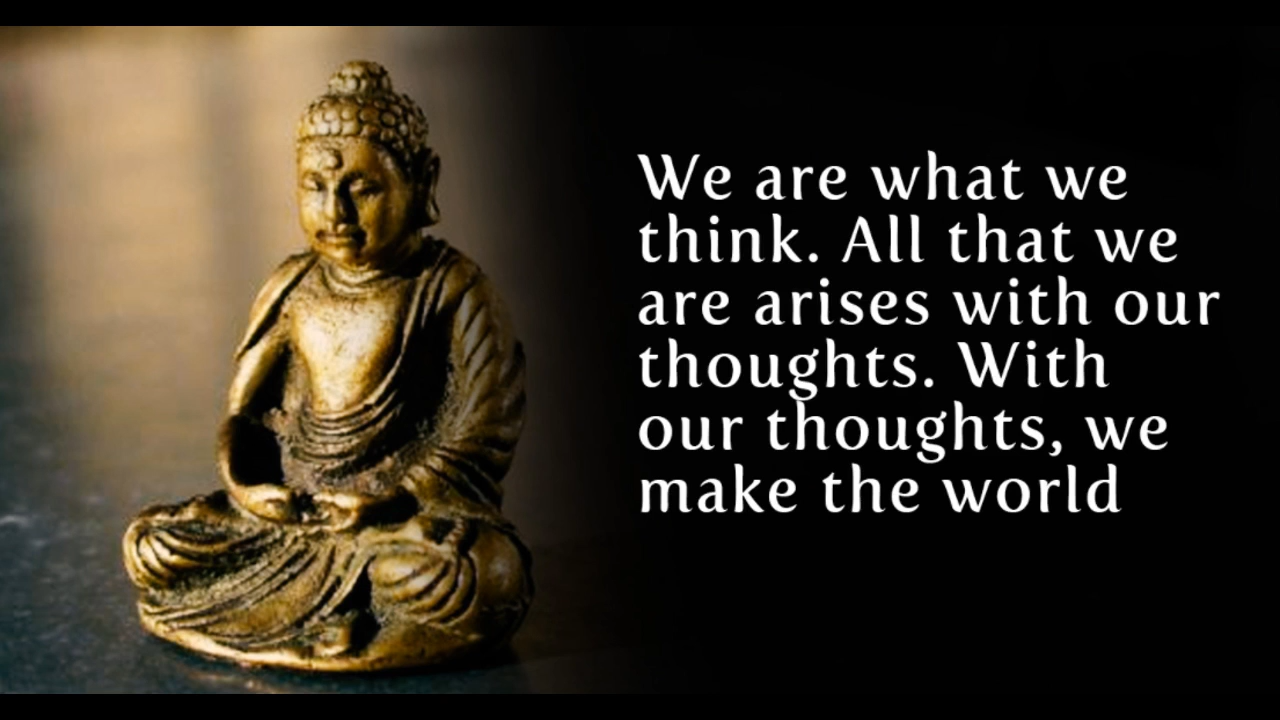 We are what we
think. All that we
are arises with our
thoughts. With
our thoughts, we
make the world